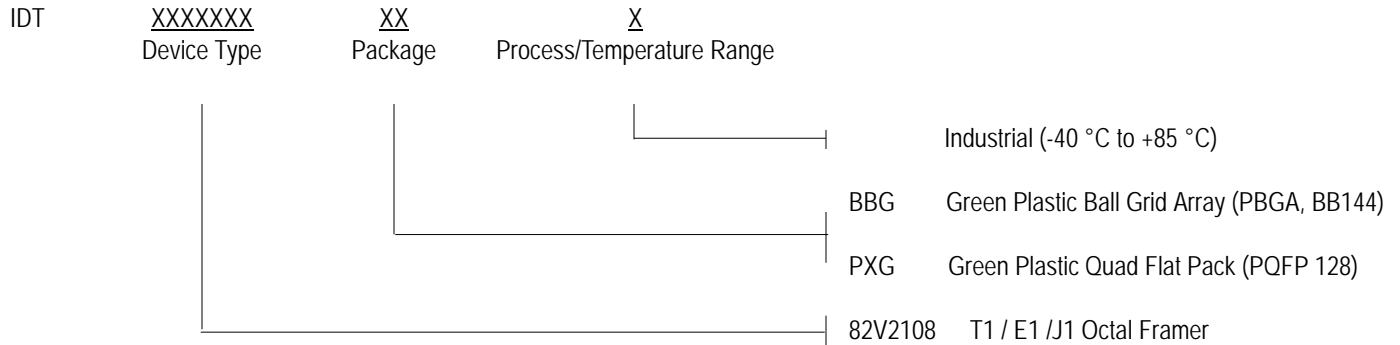 IDT XXXXXXX XX X
Device Type Package Process/Temperature Range
Industrial (-40 °C to +85 °C)
BBG Green Plastic Ball Grid Array (PBGA, BB144)
PXG Green Plastic Quad Flat Pack (PQFP 128)
82V2108 T1 / E1 /J1 Octal Framer